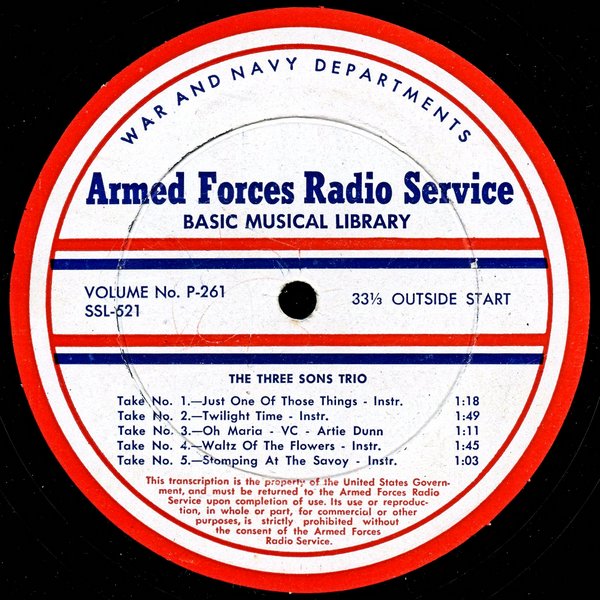 WAR AND NAVY DEPARTMENTS
Armed Forces Radio Service
BASIC MUSICAL LIBRARY
VOLUME No. P-261
SSL-521
33⅓ OUTSIDE START
THE THREE SONS TRIO
Take No. 1.—Just One Of Those Things - Instr. 1:18
Take No. 2.—Twilight Time - Instr. 1:49
Take No. 3.—Oh Maria - VC - Artie Dunn 1:11
Take No. 4.—Waltz Of The Flowers - Instr. 1:45
Take No. 5.—Stomping At The Savoy - Instr. 1:03
This transcription is the property of the United States Govern-
ment, and must be returned to the Armed Forces Radio
Service upon completion of use. Its use or reproduc-
tion, in whole or part, for commercial or other
purposes, is strictly prohibited without
the consent of the Armed Forces
Radio Service.